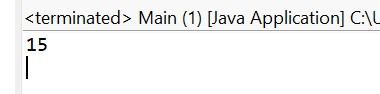 <terminated> Main (1) [Java Application] C:\U
15